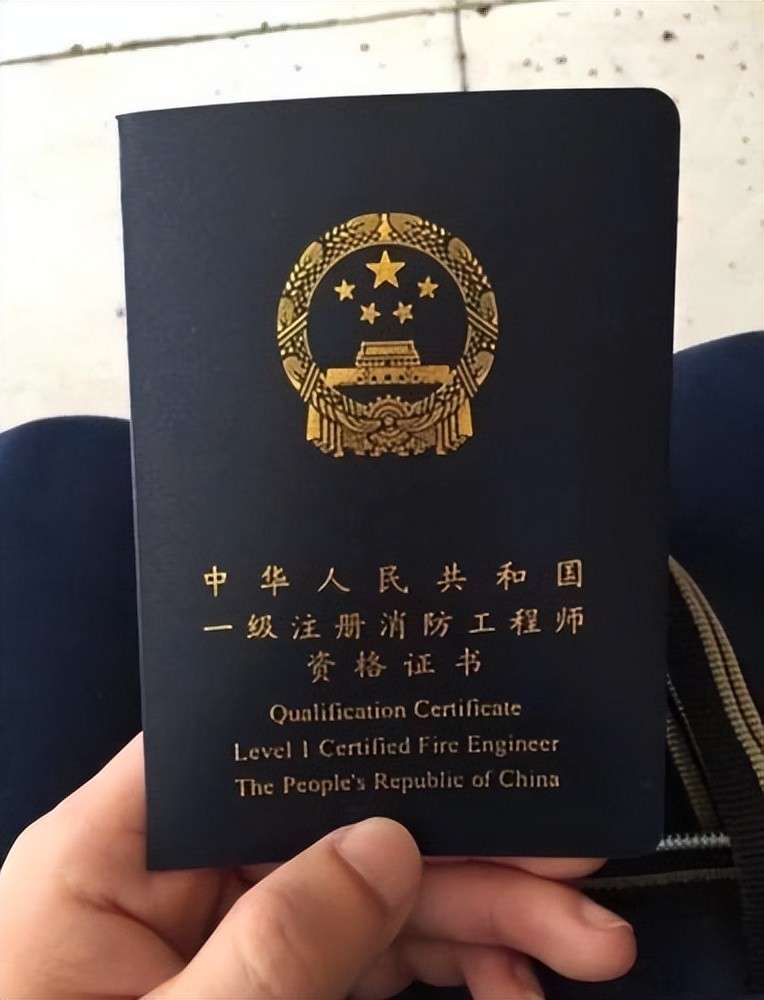 中华人民共和国
一级注册消防工程师
资格证书
Qualification Certificate
Level 1 Certified Fire Engineer
The People's Republic of China